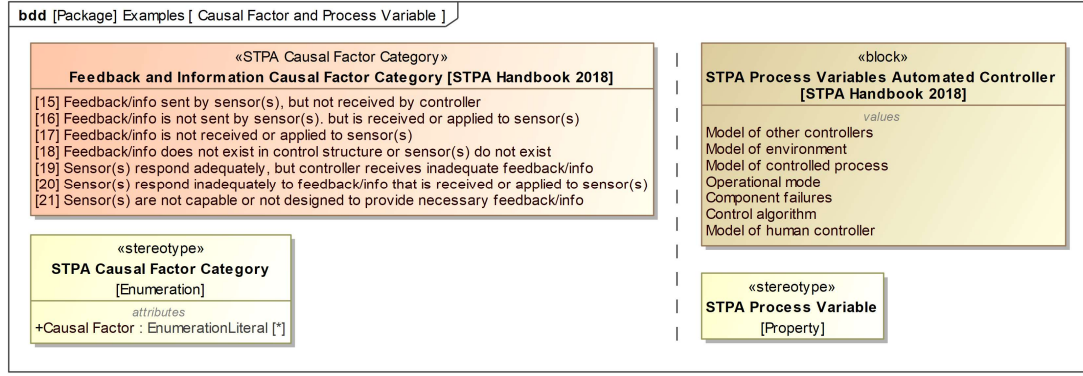 bdd [Package] Examples [ Causal Factor and Process Variable ]
«STPA Causal Factor Category»
Feedback and Information Causal Factor Category [STPA Handbook 2018]
[15] Feedback/info sent by sensor(s), but not received by controller
[16] Feedback/info is not sent by sensor(s). but is received or applied to sensor(s)
[17] Feedback/info is not received or applied to sensor(s)
[18] Feedback/info does not exist in control structure or sensor(s) do not exist
[19] Sensor(s) respond adequately, but controller receives inadequate feedback/info
[20] Sensor(s) respond inadequately to feedback/info that is received or applied to sensor(s)
[21] Sensor(s) are not capable or not designed to provide necessary feedback/info
«stereotype»
STPA Causal Factor Category
[Enumeration]
attributes
+Causal Factor : EnumerationLiteral [*]
«block»
STPA Process Variables Automated Controller
[STPA Handbook 2018]
values
Model of other controllers
Model of environment
Model of controlled process
Operational mode
Component failures
Control algorithm
Model of human controller
«stereotype»
STPA Process Variable
[Property]